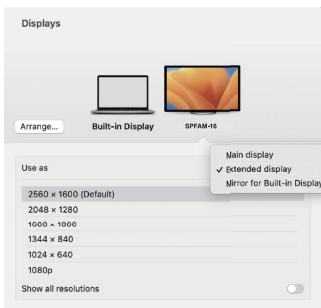 Displays
Arrange...
Built-in Display
SPFAM-16
Main display
Use as
✓ Extended display
Mirror for Built-in Display
2560 × 1600 (Default)
2048 × 1280
1344 × 840
1024 × 640
1080p
Show all resolutions